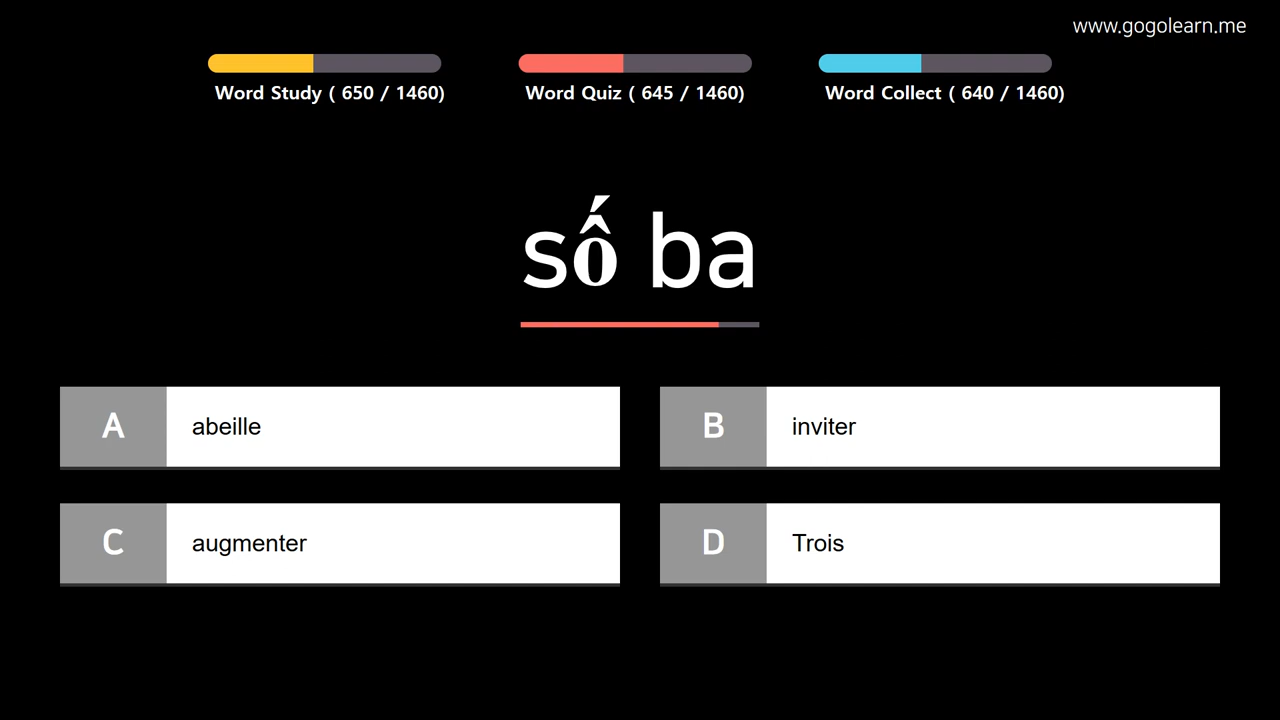 www.gogolearn.me
Word Study ( 650 / 1460)
Word Quiz ( 645 / 1460)
Word Collect ( 640 / 1460)
số ba
A abeille
B inviter
C augmenter
D Trois